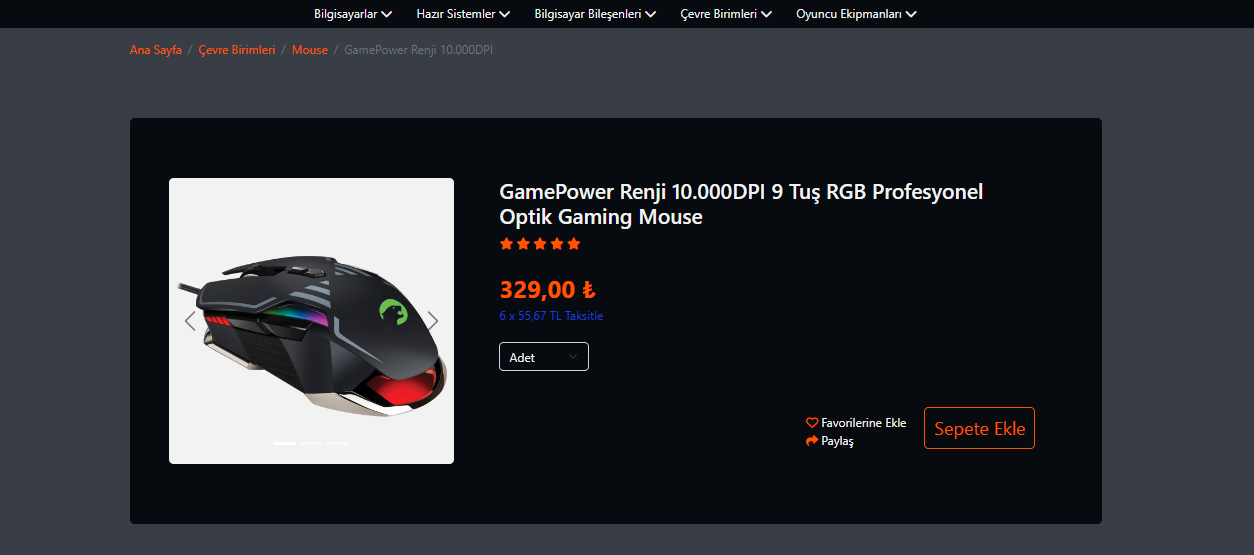 Bilgisayarlar Hazır Sistemler Bilgisayar Bileşenleri Çevre Birimleri Oyuncu Ekipmanları
Ana Sayfa / Çevre Birimleri / Mouse / GamePower Renji 10.000DPI
GamePower Renji 10.000DPI 9 Tuş RGB Profesyonel
Optik Gaming Mouse
329,00 ₺
6 x 55,67 TL Taksitle
Adet
Favorilerine Ekle
Paylaş
Sepete Ekle